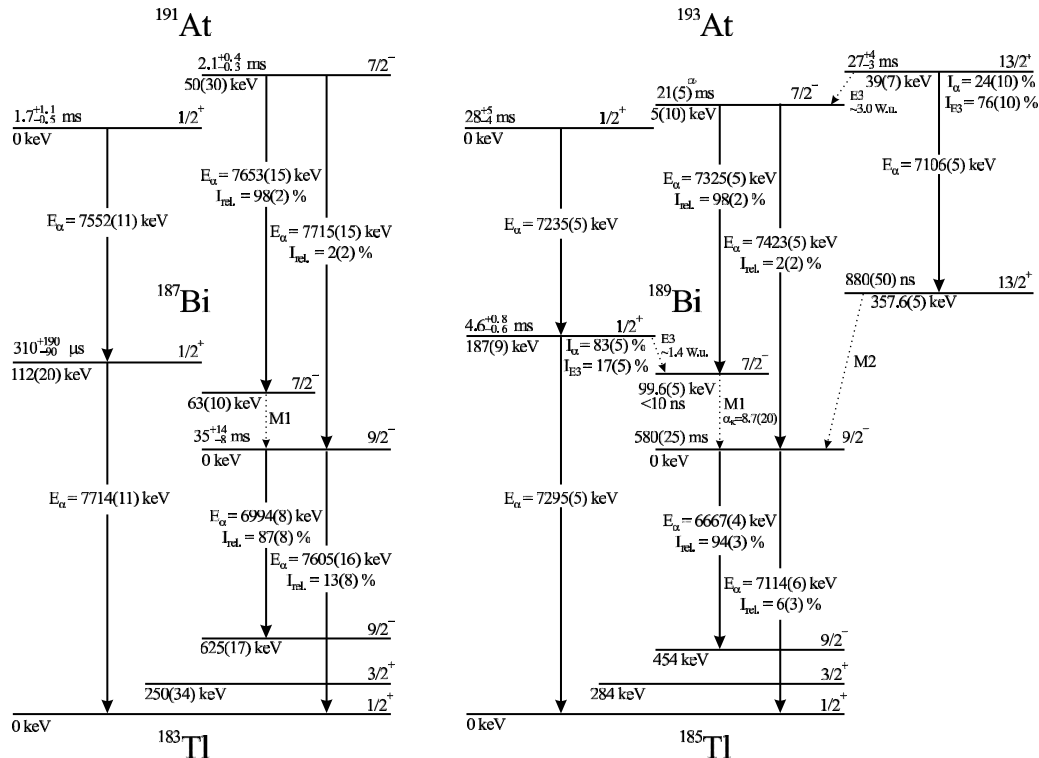 ¹⁹¹At
2.1⁺⁰·⁴₋₀.₃ ms 7/2⁻
50(30) keV
1.7⁺¹·¹₋₀.₅ ms 1/2⁺
0 keV
Eα = 7653(15) keV
Irel. = 98(2) %
Eα = 7552(11) keV
Eα = 7715(15) keV
Irel. = 2(2) %
¹⁸⁷Bi
310⁺¹⁹⁰₋₉₀ μs 1/2⁺
112(20) keV
7/2⁻
63(10) keV
M1
35⁺¹⁴₋₈ ms 9/2⁻
0 keV
Eα = 7714(11) keV
Eα = 6994(8) keV
Irel. = 87(8) %
Eα = 7605(16) keV
Irel. = 13(8) %
9/2⁻
625(17) keV
3/2⁺
250(34) keV
1/2⁺
0 keV
¹⁸³Tl
¹⁹³At
27⁺⁴₋₃ ms 13/2⁺
39(7) keV
Iα = 24(10) %
IE3 = 76(10) %
E3
~3.0 W.u.
α
21(5) ms 7/2⁻
5(10) keV
28⁺⁵₋₄ ms 1/2⁺
0 keV
Eα = 7106(5) keV
Eα = 7325(5) keV
Irel. = 98(2) %
Eα = 7235(5) keV
Eα = 7423(5) keV
Irel. = 2(2) %
¹⁸⁹Bi
880(50) ns 13/2⁺
357.6(5) keV
4.6⁺⁰·⁸₋₀.₆ ms 1/2⁺
187(9) keV
Iα = 83(5) %
IE3 = 17(5) %
E3
~1.4 W.u.
7/2⁻
99.6(5) keV
<10 ns
M1
αK=8.7(20)
M2
580(25) ms 9/2⁻
0 keV
Eα = 7295(5) keV
Eα = 6667(4) keV
Irel. = 94(3) %
Eα = 7114(6) keV
Irel. = 6(3) %
9/2⁻
454 keV
3/2⁺
284 keV
1/2⁺
0 keV
¹⁸⁵Tl